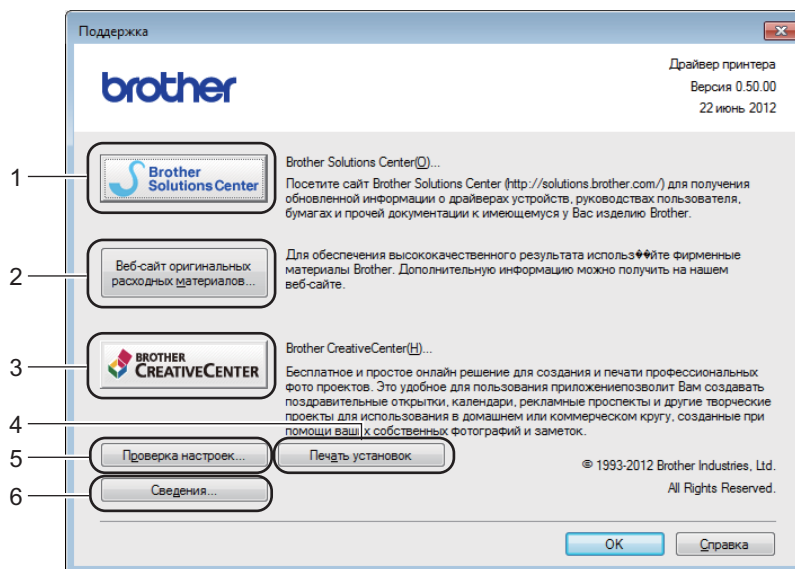 Поддержка
brother
Драйвер принтера
Версия 0.50.00
22 июнь 2012
1
Brother
Solutions Center
Brother Solutions Center(O)...
Посетите сайт Brother Solutions Center (http://solutions.brother.com/) для получения
обновленной информации о драйверах устройств, руководствах пользователя,
бумагах и прочей документации к имеющемуся у Вас изделию Brother.
2
Веб-сайт оригинальных
расходных материалов...
Для обеспечения высококачественного результата использ��йте фирменные
материалы Brother. Дополнительную информацию можно получить на нашем
веб-сайте.
3
BROTHER
CREATIVECENTER
Brother CreativeCenter(H)...
Бесплатное и простое онлайн решение для создания и печати профессиональных
фото проектов. Это удобное для пользования приложениепозволит Вам создавать
поздравительные открытки, календари, рекламные проспекты и другие творческие
проекты для использования в домашнем или коммерческом кругу, созданные при
помощи ваших собственных фотографий и заметок.
4
5
Проверка настроек...
Печать установок
6
Сведения...
© 1993-2012 Brother Industries, Ltd.
All Rights Reserved.
OK
Справка